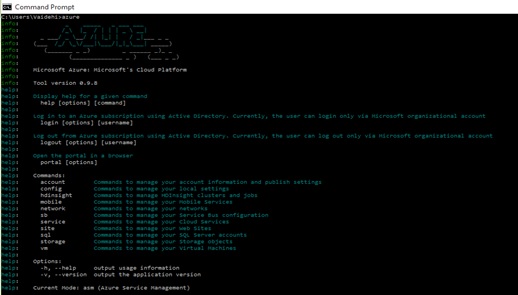 Command Prompt
C:\Users\Vaidehi>azure
info:
info:
info:
info:
info:
info:
info:
info:    Microsoft Azure: Microsoft's Cloud Platform
info:
info:    Tool version 0.9.8
help:
help:    Display help for a given command
help:      help [options] [command]
help:
help:    Log in to an azure subscription using Active Directory. Currently, the user can login only via Microsoft organizational account
help:      login [options] [username]
help:
help:    Log out from Azure subscription using Active Directory. Currently, the user can log out only via Microsoft organizational account
help:      logout [options] [username]
help:
help:    Open the portal in a browser
help:      portal [options]
help:
help:    Commands:
help:      account        Commands to manage your account information and publish settings
help:      config         Commands to manage your local settings
help:      hdinsight      Commands to manage HDInsight clusters and jobs
help:      mobile         Commands to manage your Mobile Services
help:      network        Commands to manage your networks
help:      sb             Commands to manage your Service Bus configuration
help:      service        Commands to manage your Cloud Services
help:      site           Commands to manage your Web Sites
help:      sql            Commands to manage your SQL Server accounts
help:      storage        Commands to manage your Storage objects
help:      vm             Commands to manage your Virtual Machines
help:
help:    Options:
help:      -h, --help     output usage information
help:      -v, --version  output the application version
help:
help:    Current Mode: asm (Azure Service Management)